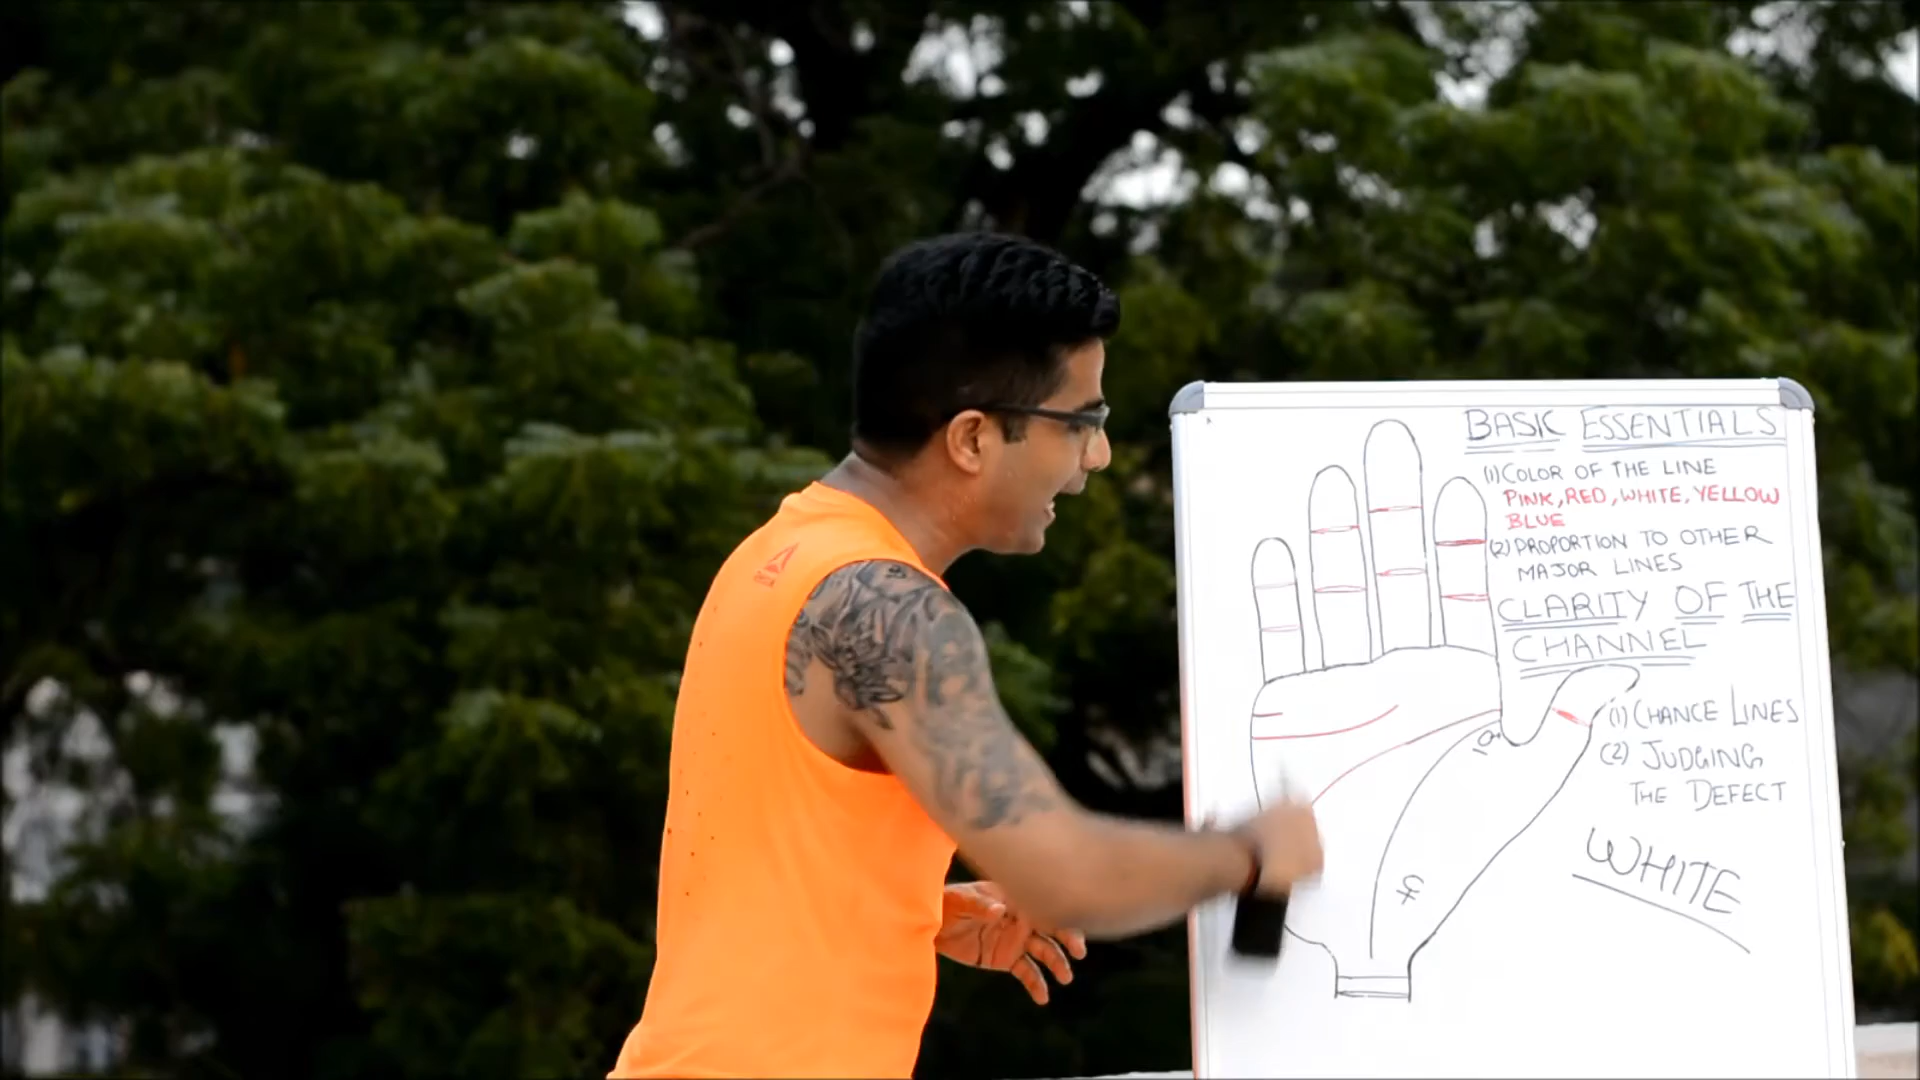 BASIC ESSENTIALS
(1) COLOR OF THE LINE
PINK, RED, WHITE, YELLOW
BLUE
(2) PROPORTION TO OTHER
MAJOR LINES
CLARITY OF THE
CHANNEL
(1) CHANCE LINES
(2) JUDGING
THE DEFECT
WHITE